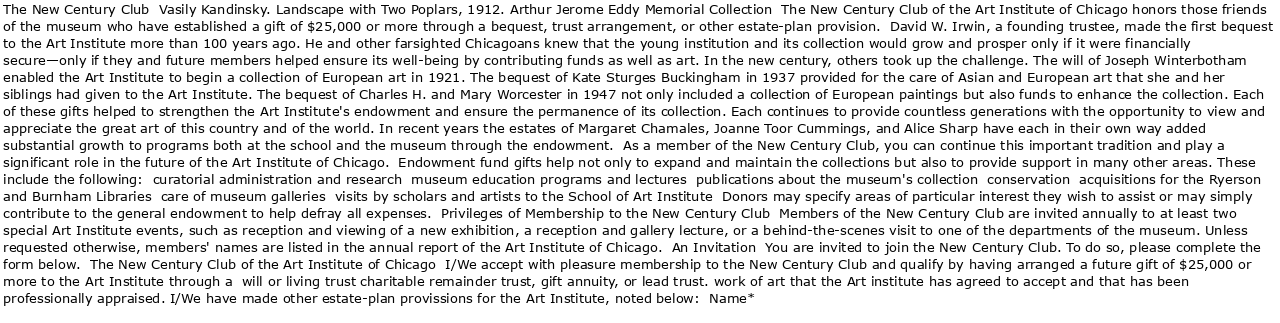 The New Century Club  Vasily Kandinsky. Landscape with Two Poplars, 1912. Arthur Jerome Eddy Memorial Collection  The New Century Club of the Art Institute of Chicago honors those friends
of the museum who have established a gift of $25,000 or more through a bequest, trust arrangement, or other estate-plan provision.  David W. Irwin, a founding trustee, made the first bequest
to the Art Institute more than 100 years ago. He and other farsighted Chicagoans knew that the young institution and its collection would grow and prosper only if it were financially
secure—only if they and future members helped ensure its well-being by contributing funds as well as art. In the new century, others took up the challenge. The will of Joseph Winterbotham
enabled the Art Institute to begin a collection of European art in 1921. The bequest of Kate Sturges Buckingham in 1937 provided for the care of Asian and European art that she and her
siblings had given to the Art Institute. The bequest of Charles H. and Mary Worcester in 1947 not only included a collection of European paintings but also funds to enhance the collection. Each
of these gifts helped to strengthen the Art Institute's endowment and ensure the permanence of its collection. Each continues to provide countless generations with the opportunity to view and
appreciate the great art of this country and of the world. In recent years the estates of Margaret Chamales, Joanne Toor Cummings, and Alice Sharp have each in their own way added
substantial growth to programs both at the school and the museum through the endowment.  As a member of the New Century Club, you can continue this important tradition and play a
significant role in the future of the Art Institute of Chicago.  Endowment fund gifts help not only to expand and maintain the collections but also to provide support in many other areas. These
include the following:  curatorial administration and research  museum education programs and lectures  publications about the museum's collection  conservation  acquisitions for the Ryerson
and Burnham Libraries  care of museum galleries  visits by scholars and artists to the School of Art Institute  Donors may specify areas of particular interest they wish to assist or may simply
contribute to the general endowment to help defray all expenses.  Privileges of Membership to the New Century Club  Members of the New Century Club are invited annually to at least two
special Art Institute events, such as reception and viewing of a new exhibition, a reception and gallery lecture, or a behind-the-scenes visit to one of the departments of the museum. Unless
requested otherwise, members' names are listed in the annual report of the Art Institute of Chicago.  An Invitation  You are invited to join the New Century Club. To do so, please complete the
form below.  The New Century Club of the Art Institute of Chicago  I/We accept with pleasure membership to the New Century Club and qualify by having arranged a future gift of $25,000 or
more to the Art Institute through a  will or living trust charitable remainder trust, gift annuity, or lead trust. work of art that the Art institute has agreed to accept and that has been
professionally appraised. I/We have made other estate-plan provissions for the Art Institute, noted below:  Name*